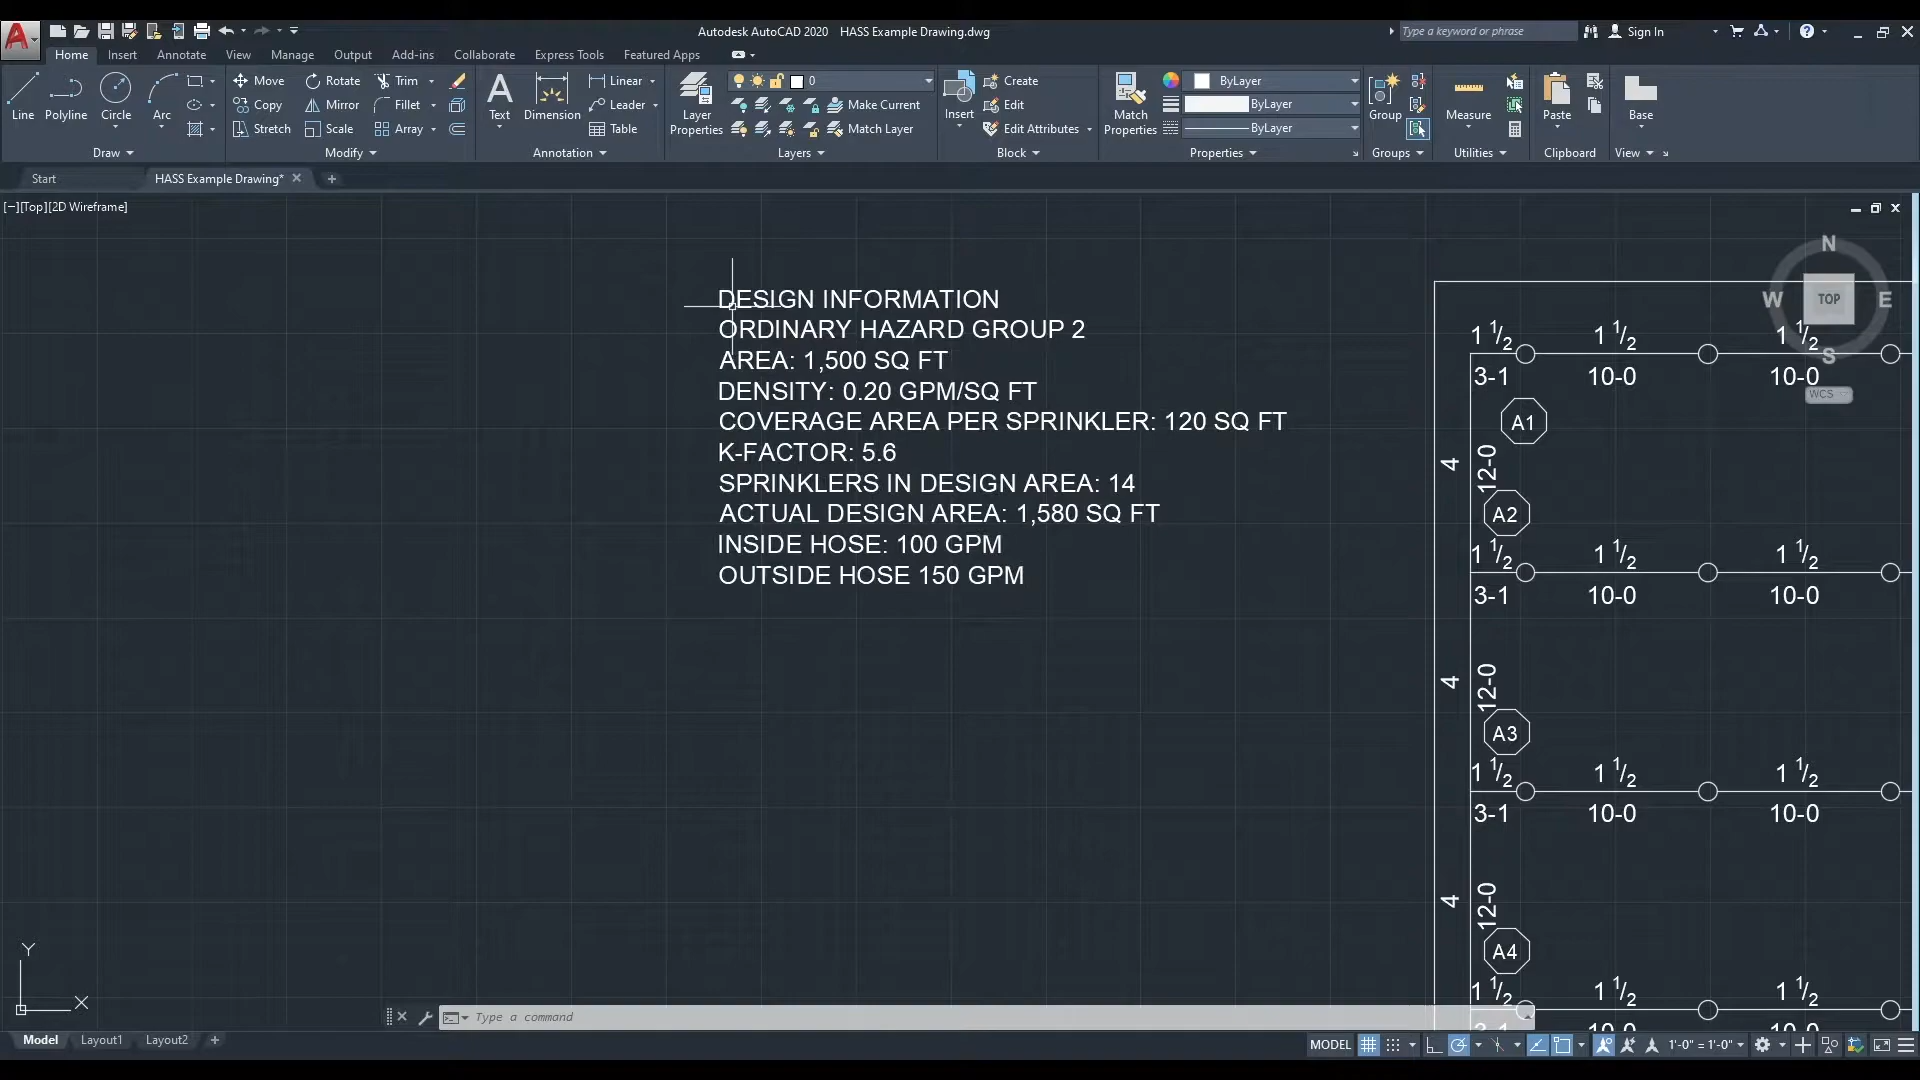 Autodesk AutoCAD 2020 HASS Example Drawing.dwg
Type a keyword or phrase
Sign In
Home Insert Annotate View Manage Output Add-ins Collaborate Express Tools Featured Apps
Line Polyline Circle Arc
Move Rotate Trim
Copy Mirror Fillet
Stretch Scale Array
Text Dimension
Linear
Leader
Table
Layer Properties
0
Make Current
Match Layer
Insert
Create
Edit
Edit Attributes
Match Properties
ByLayer
ByLayer
ByLayer
Group
Measure
Paste
Base
Draw Modify Annotation Layers Block Properties Groups Utilities Clipboard View
Start HASS Example Drawing*
[−][Top][2D Wireframe]
DESIGN INFORMATION
ORDINARY HAZARD GROUP 2
AREA: 1,500 SQ FT
DENSITY: 0.20 GPM/SQ FT
COVERAGE AREA PER SPRINKLER: 120 SQ FT
K-FACTOR: 5.6
SPRINKLERS IN DESIGN AREA: 14
ACTUAL DESIGN AREA: 1,580 SQ FT
INSIDE HOSE: 100 GPM
OUTSIDE HOSE 150 GPM
N
W TOP E
S
WCS
1 1/2 1 1/2 1 1/2
3-1 10-0 10-0
A1
4 12-0
A2
1 1/2 1 1/2 1 1/2
3-1 10-0 10-0
4 12-0
A3
1 1/2 1 1/2 1 1/2
3-1 10-0 10-0
4 12-0
A4
1 1/2 1 1/2 1 1/2
3-1 10-0 10-0
Y
X
Type a command
Model Layout1 Layout2
MODEL 1'-0" = 1'-0"